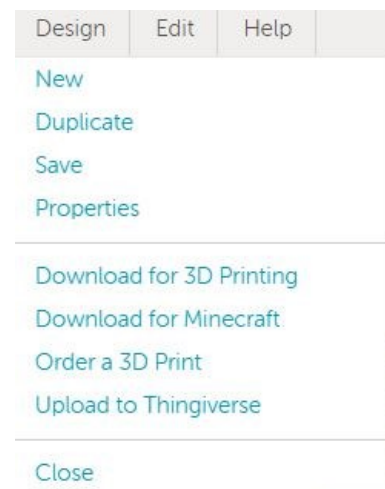 Design Edit Help
New
Duplicate
Save
Properties
Download for 3D Printing
Download for Minecraft
Order a 3D Print
Upload to Thingiverse
Close